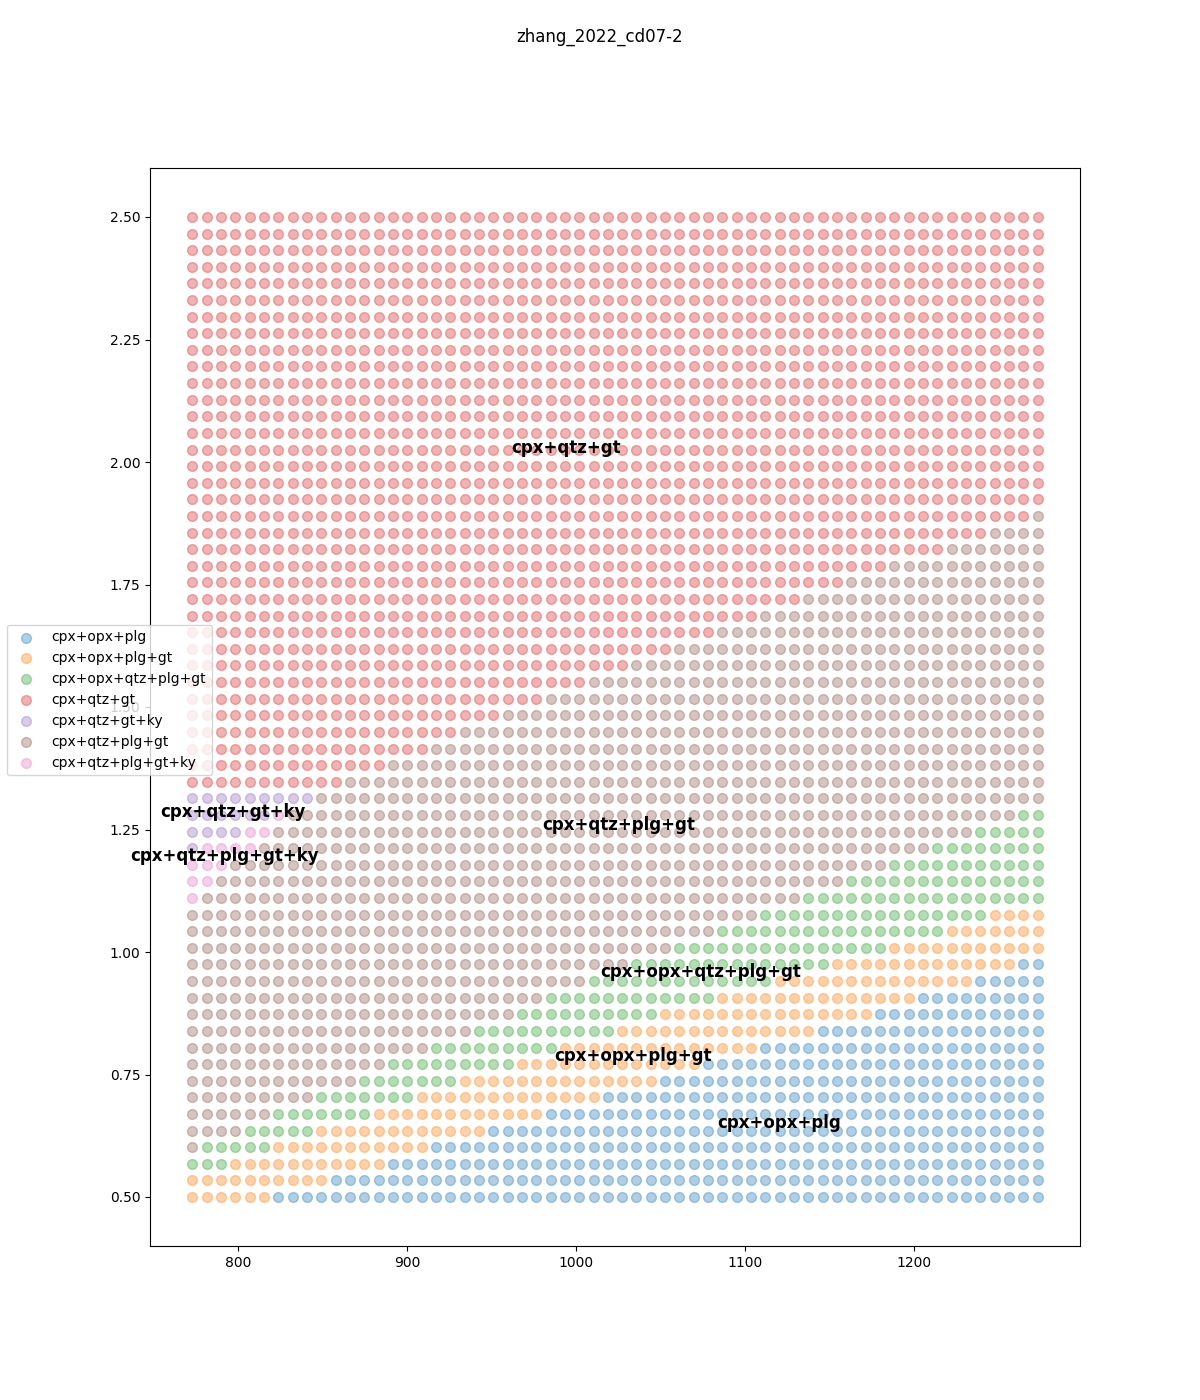 zhang_2022_cd07-2
2.50
2.25
2.00
cpx+qtz+gt
1.75
cpx+opx+plg
cpx+opx+plg+gt
cpx+opx+qtz+plg+gt
cpx+qtz+gt
1.50
cpx+qtz+gt+ky
cpx+qtz+plg+gt
cpx+qtz+plg+gt+ky
cpx+qtz+gt+ky
1.25
cpx+qtz+plg+gt
cpx+qtz+plg+gt+ky
1.00
cpx+opx+qtz+plg+gt
0.75
cpx+opx+plg+gt
cpx+opx+plg
0.50
800 900 1000 1100 1200